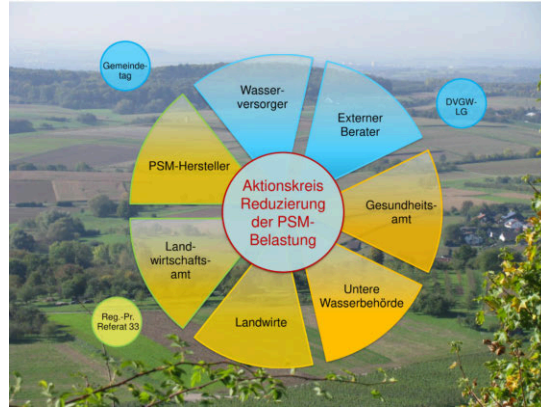 Gemeinde-
tag
Wasser-
versorger
Externer
Berater
DVGW-
LG
PSM-Hersteller
Aktionskreis
Reduzierung
der PSM-
Belastung
Gesundheits-
amt
Land-
wirtschafts-
amt
Untere
Wasserbehörde
Landwirte
Reg.-Pr.
Referat 33